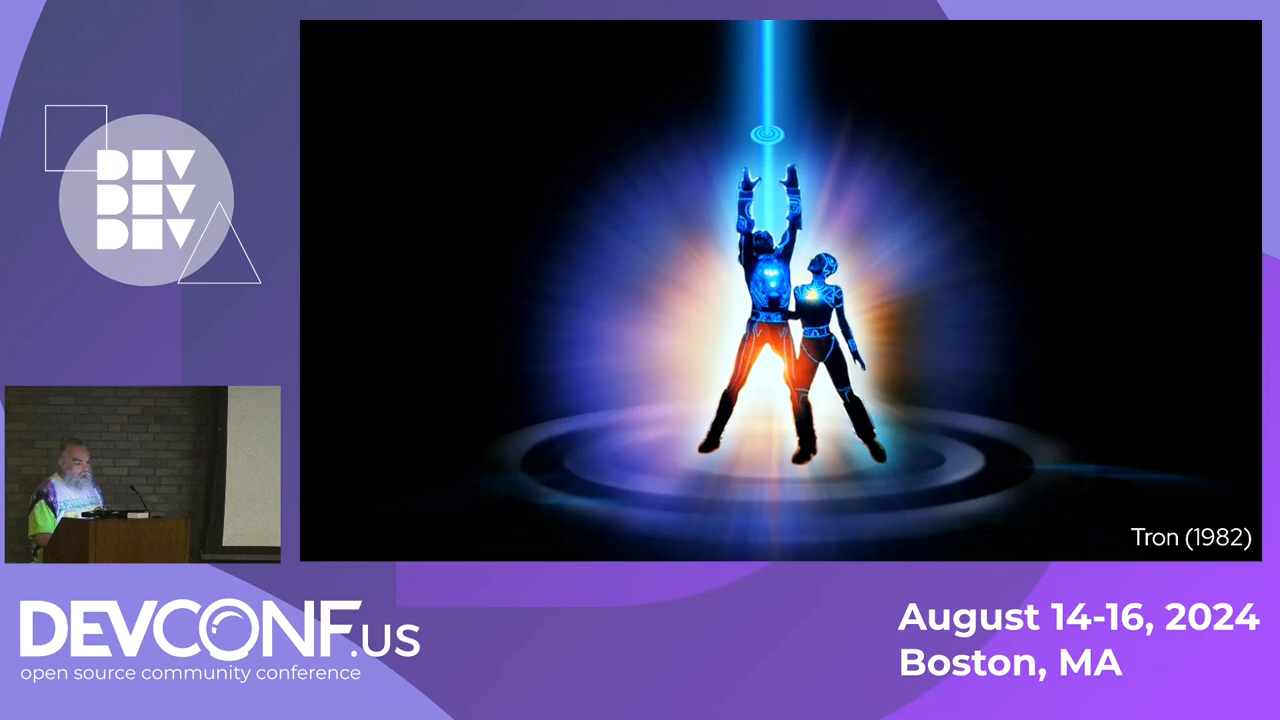 DEV
DEV
DEV
Tron (1982)
DEVCONF.US
open source community conference
August 14-16, 2024
Boston, MA